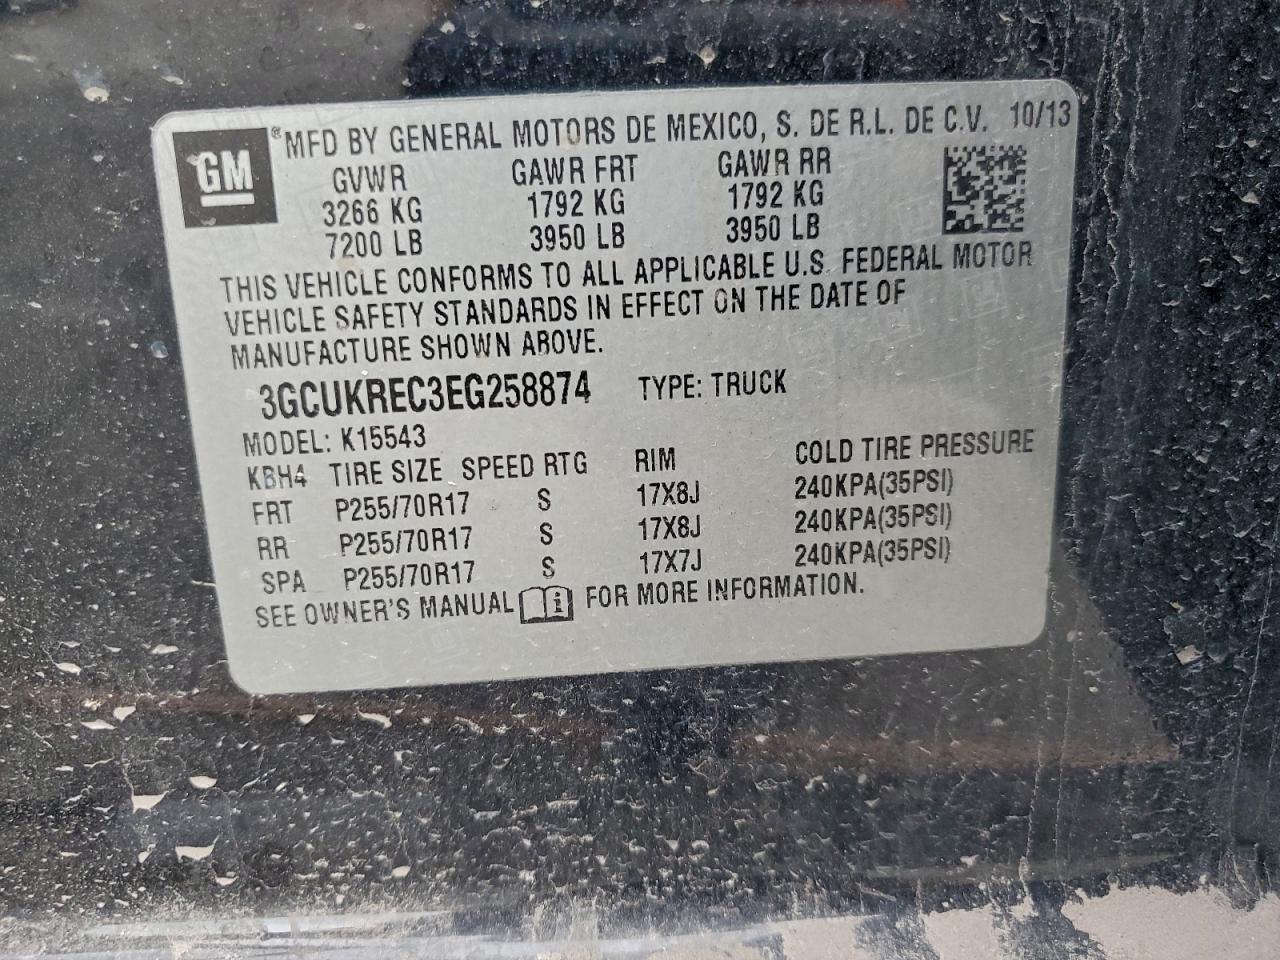 GM ® MFD BY GENERAL MOTORS DE MEXICO, S. DE R.L. DE C.V. 10/13
GVWR GAWR FRT GAWR RR
3266 KG 1792 KG 1792 KG
7200 LB 3950 LB 3950 LB
THIS VEHICLE CONFORMS TO ALL APPLICABLE U.S. FEDERAL MOTOR
VEHICLE SAFETY STANDARDS IN EFFECT ON THE DATE OF
MANUFACTURE SHOWN ABOVE.
3GCUKREC3EG258874 TYPE: TRUCK
MODEL: K15543
KBH4 TIRE SIZE SPEED RTG RIM COLD TIRE PRESSURE
FRT P255/70R17 S 17X8J 240KPA(35PSI)
RR P255/70R17 S 17X8J 240KPA(35PSI)
SPA P255/70R17 S 17X7J 240KPA(35PSI)
SEE OWNER'S MANUAL i FOR MORE INFORMATION.